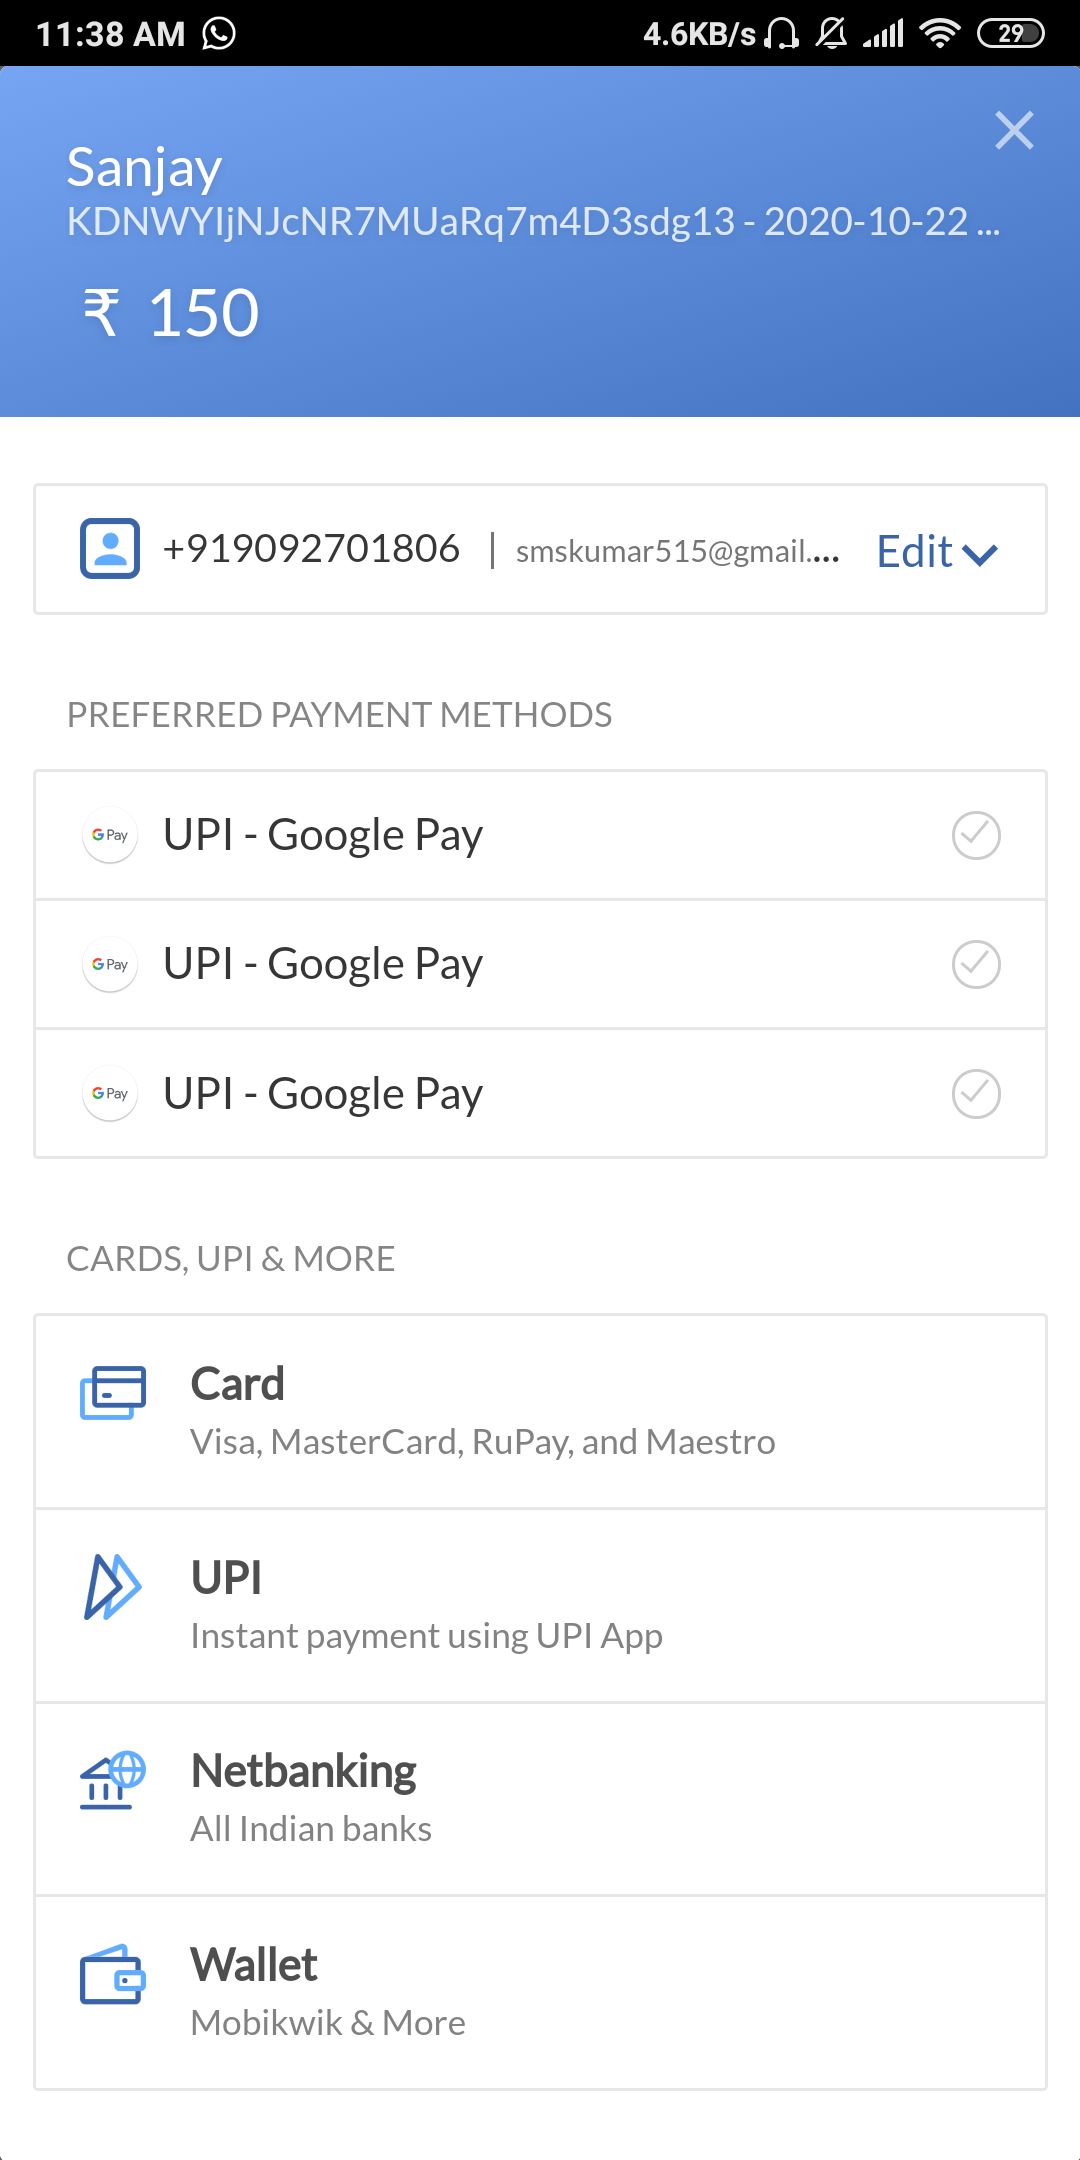 11:38 AM 4.6KB/s 29
Sanjay
KDNWYIjNJcNR7MUaRq7m4D3sdg13 - 2020-10-22 ...
₹ 150
+919092701806 | smskumar515@gmail.... Edit
PREFERRED PAYMENT METHODS
G Pay UPI - Google Pay
G Pay UPI - Google Pay
G Pay UPI - Google Pay
CARDS, UPI & MORE
Card
Visa, MasterCard, RuPay, and Maestro
UPI
Instant payment using UPI App
Netbanking
All Indian banks
Wallet
Mobikwik & More